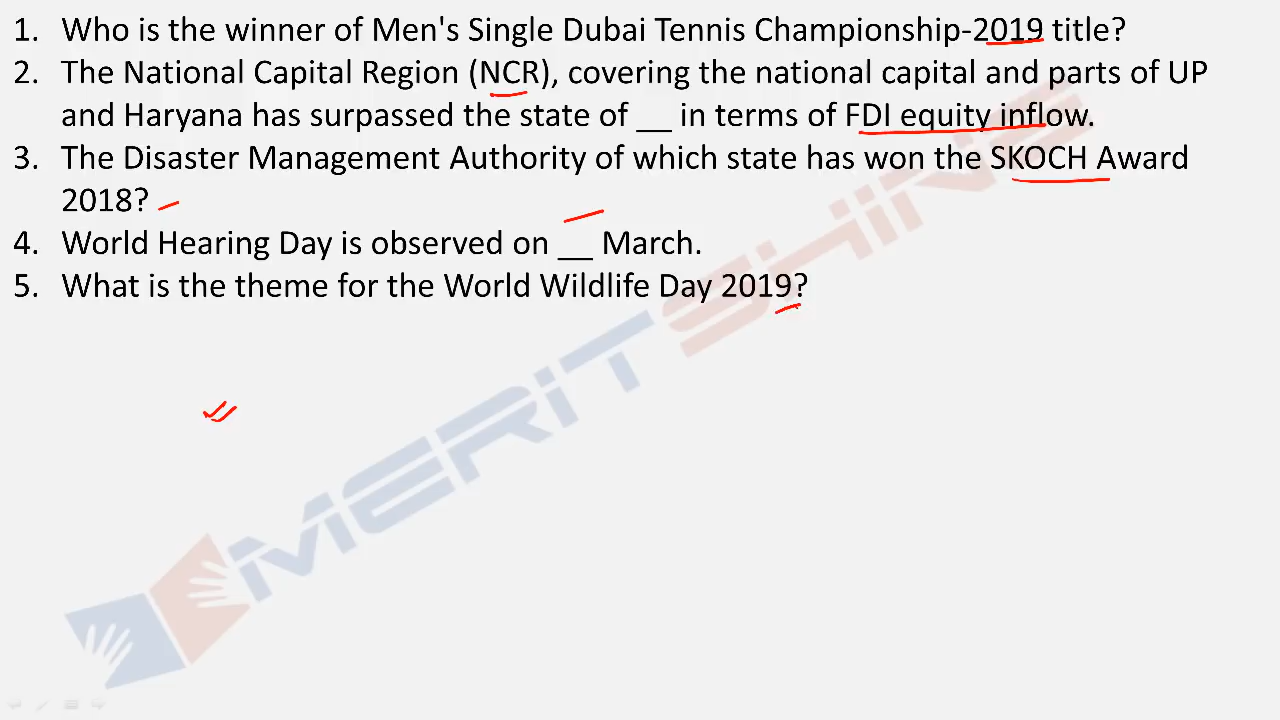 1. Who is the winner of Men's Single Dubai Tennis Championship-2019 title?
2. The National Capital Region (NCR), covering the national capital and parts of UP
and Haryana has surpassed the state of __ in terms of FDI equity inflow.
3. The Disaster Management Authority of which state has won the SKOCH Award
2018?
4. World Hearing Day is observed on __ March.
5. What is the theme for the World Wildlife Day 2019?
MERiTSHiNE